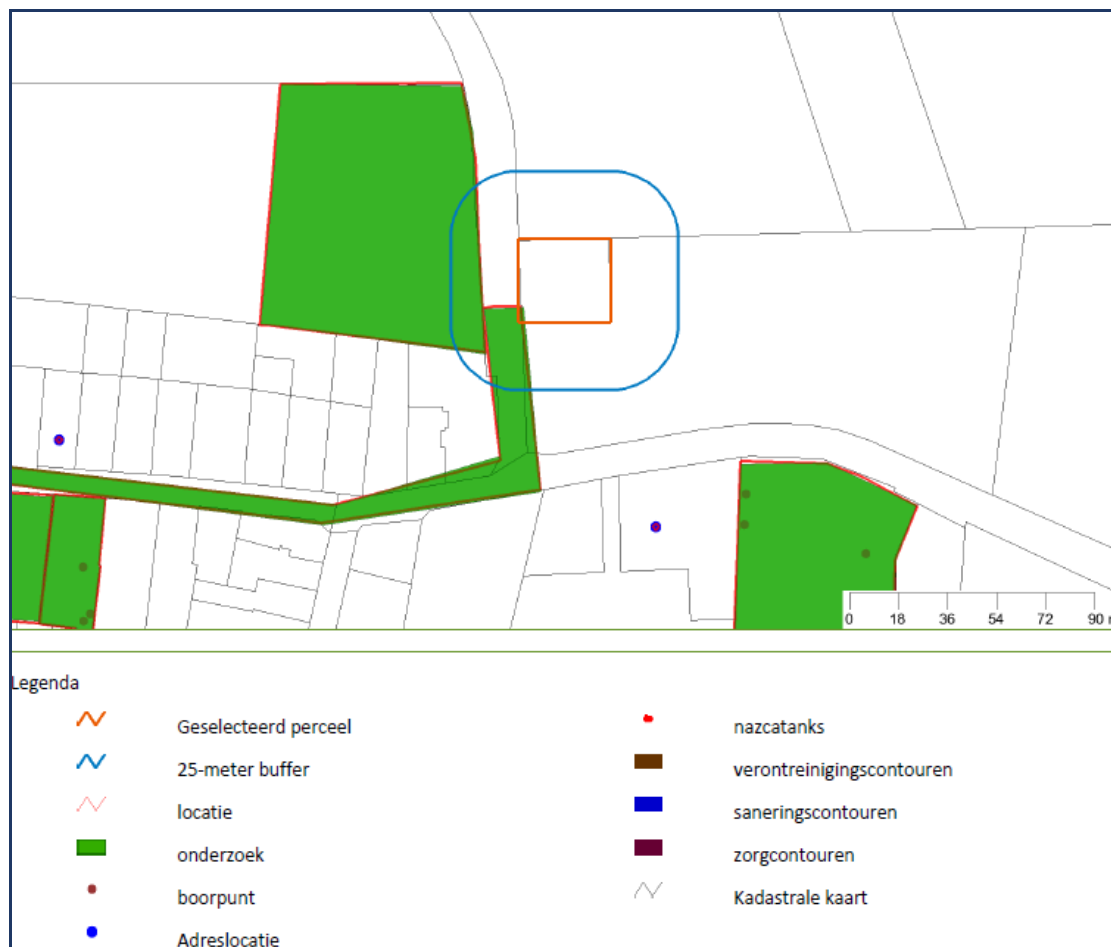 0 18 36 54 72 90 m
Legenda
Geselecteerd perceel
25-meter buffer
locatie
onderzoek
boorpunt
Adreslocatie
nazcatanks
verontreinigingscontouren
saneringscontouren
zorgcontouren
Kadastrale kaart